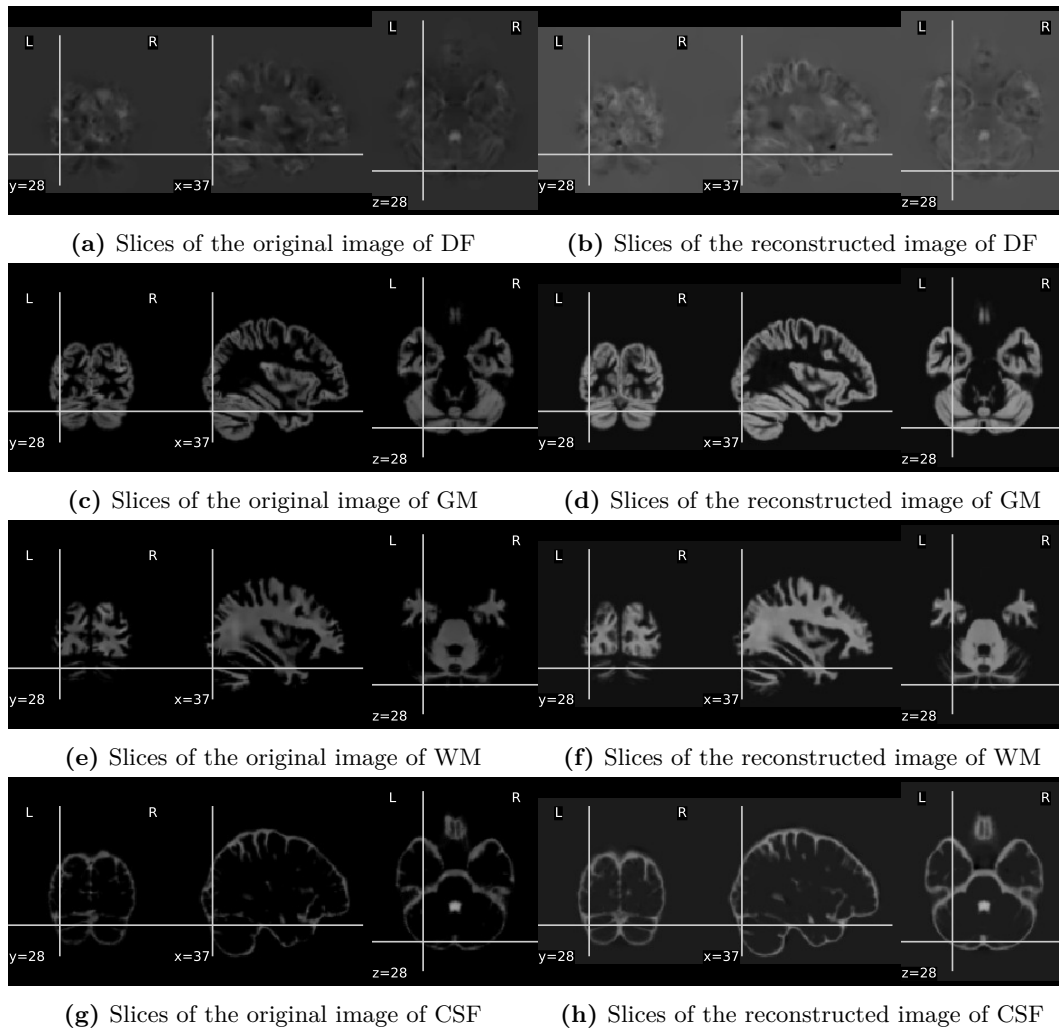 L R L R L R L R
y=28 x=37 z=28 y=28 x=37 z=28
(a) Slices of the original image of DF (b) Slices of the reconstructed image of DF
L R L R L R L R
y=28 x=37 z=28 y=28 x=37 z=28
(c) Slices of the original image of GM (d) Slices of the reconstructed image of GM
L R L R L R L R
y=28 x=37 z=28 y=28 x=37 z=28
(e) Slices of the original image of WM (f) Slices of the reconstructed image of WM
L R L R L R L R
y=28 x=37 z=28 y=28 x=37 z=28
(g) Slices of the original image of CSF (h) Slices of the reconstructed image of CSF